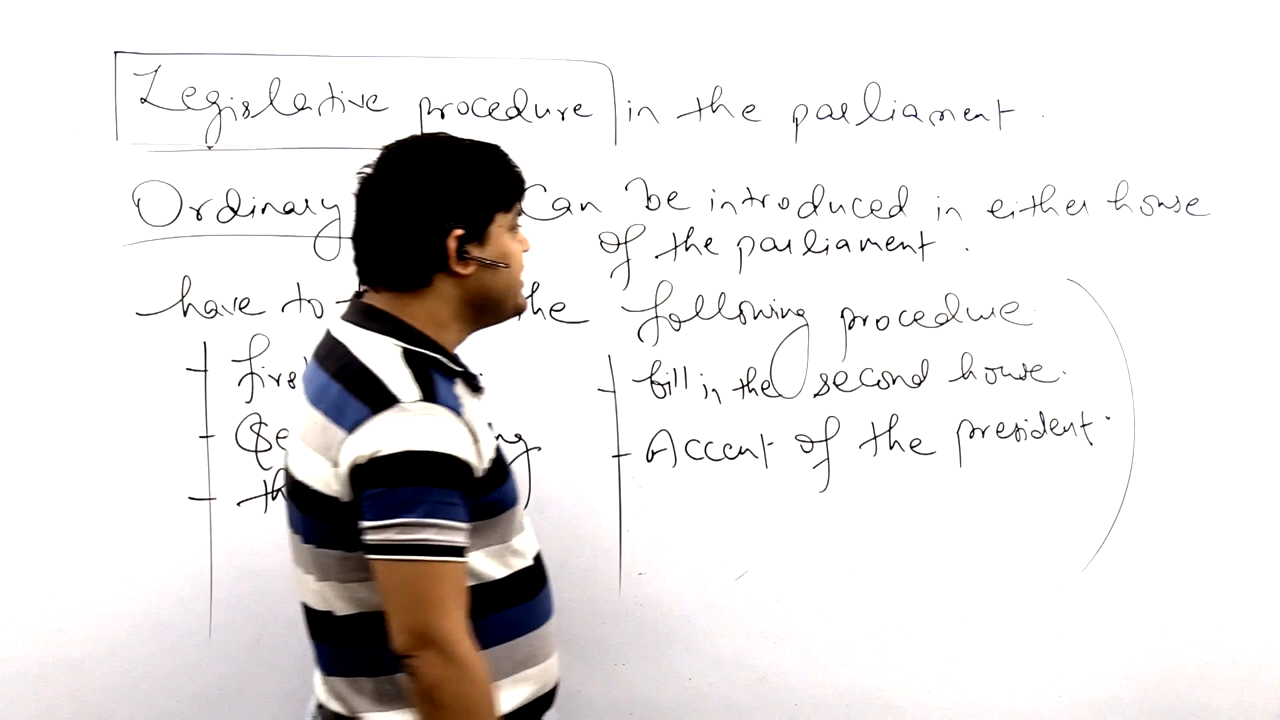 Legislative procedure in the parliament.
Ordinary Can be introduced in either house
of the parliament.
have to the following procedure
bill in the second house.
Accent of the president.